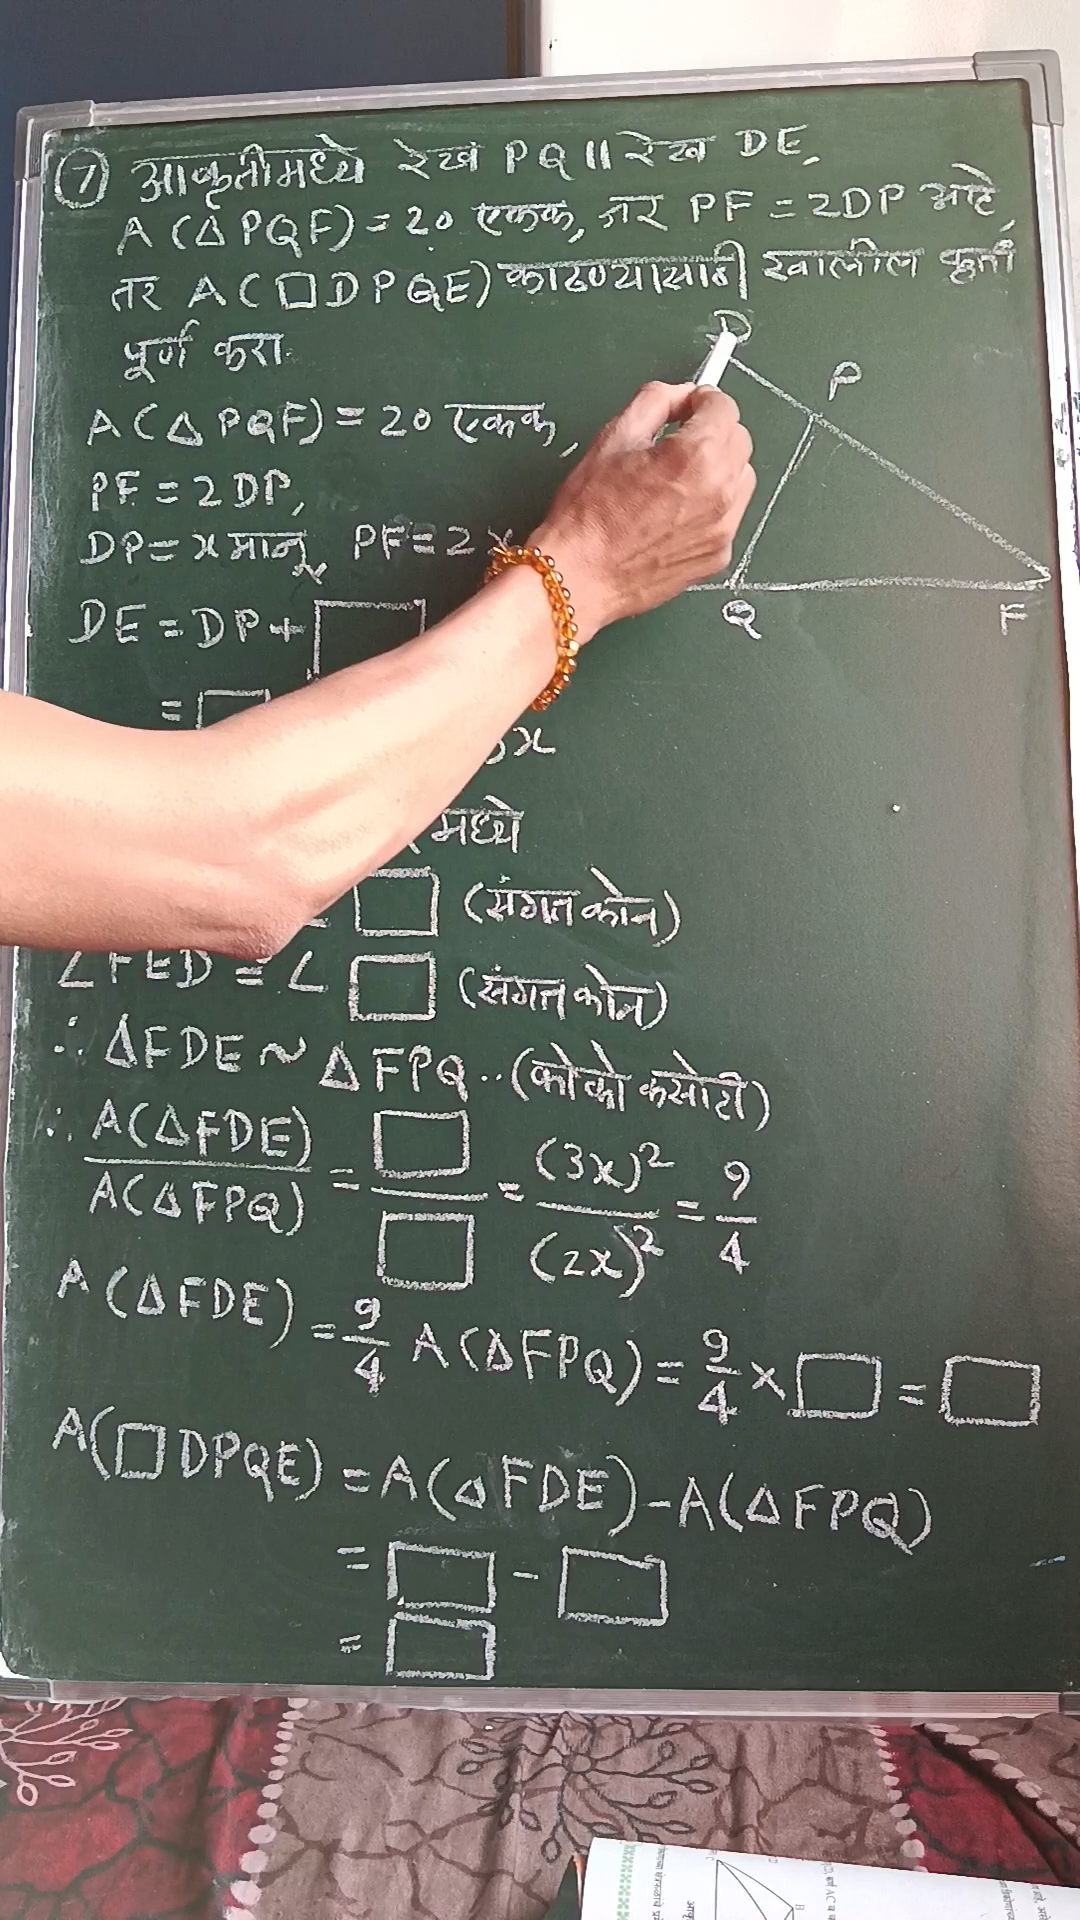 ⑦ आकृतीमध्ये रेख PQ || रेख DE,
A(△PQF) = 20 एकक, जर PF = 2DP आहे,
तर A(□DPQE) काढण्यासाठी खालील कृती
पूर्ण करा.
D
P
Q
F
A(△PQF) = 20 एकक,
PF = 2DP,
DP = x मानू, PF = 2x
DE = DP + □
= □
3x
मध्ये
□ (संगत कोन)
∠FED ≅ ∠ □ (संगत कोन)
∴ △FDE ~ △FPQ .. (कोको कसोटी)
∴ A(△FDE) / A(△FPQ) = □ / □ = (3x)² / (2x)² = 9/4
A(△FDE) = 9/4 A(△FPQ) = 9/4 × □ = □
A(□DPQE) = A(△FDE) - A(△FPQ)
= □ - □
= □